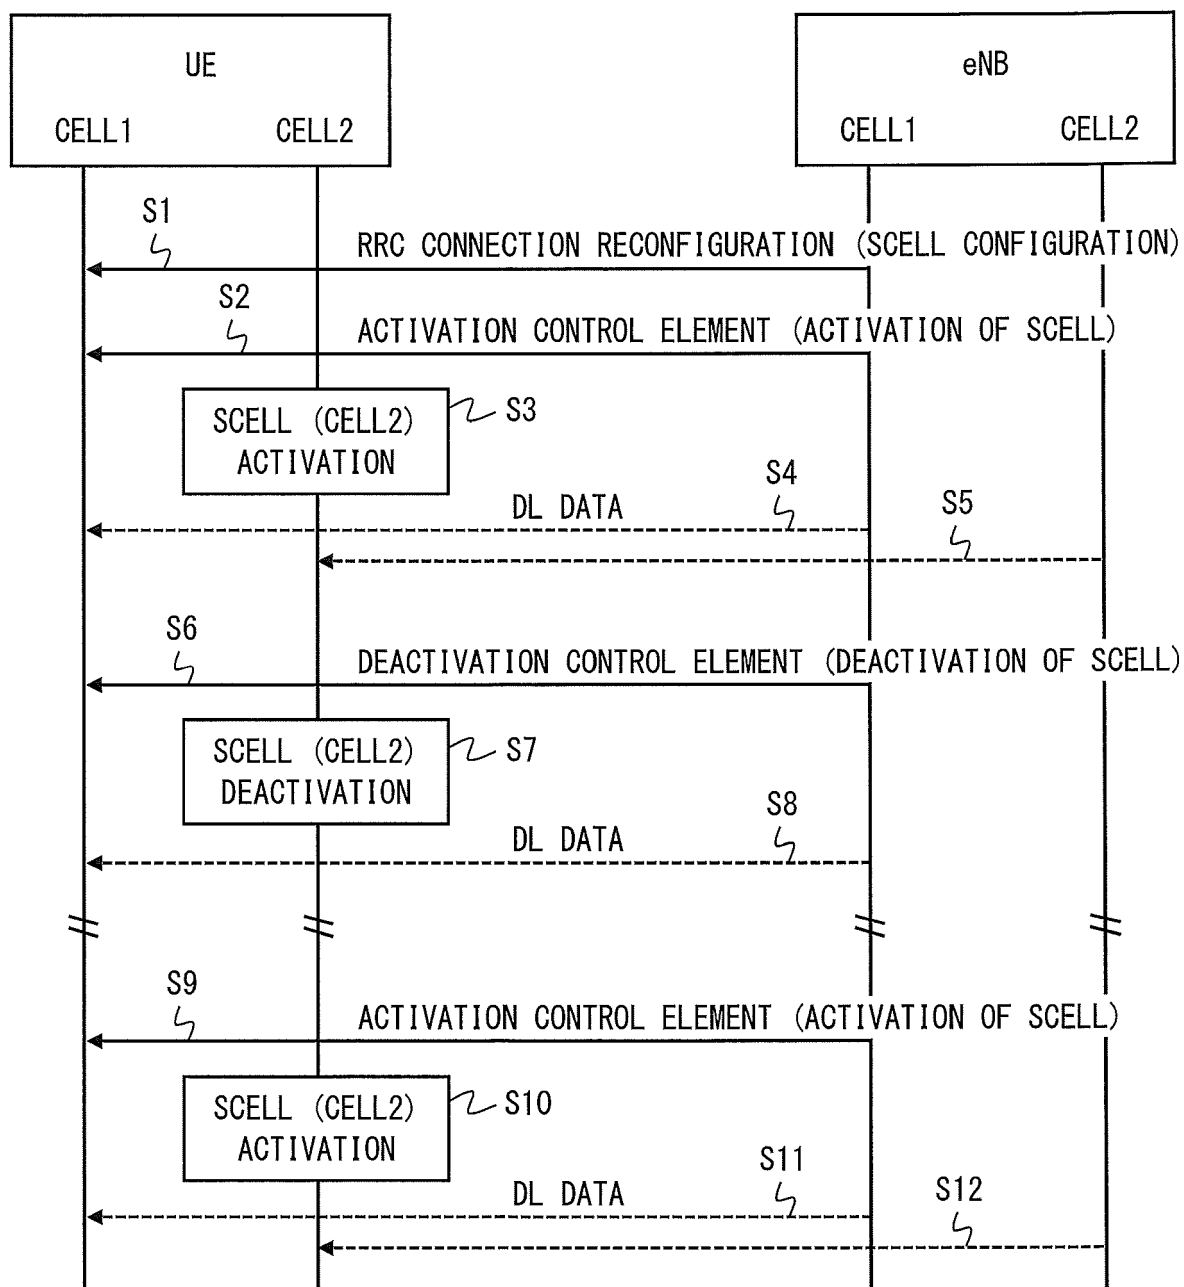 UE
eNB
CELL1
CELL2
CELL1
CELL2
S1
RRC CONNECTION RECONFIGURATION (SCELL CONFIGURATION)
S2
ACTIVATION CONTROL ELEMENT (ACTIVATION OF SCELL)
SCELL (CELL2)
ACTIVATION
S3
DL DATA
S4
S5
S6
DEACTIVATION CONTROL ELEMENT (DEACTIVATION OF SCELL)
SCELL (CELL2)
DEACTIVATION
S7
DL DATA
S8
S9
ACTIVATION CONTROL ELEMENT (ACTIVATION OF SCELL)
SCELL (CELL2)
ACTIVATION
S10
DL DATA
S11
S12